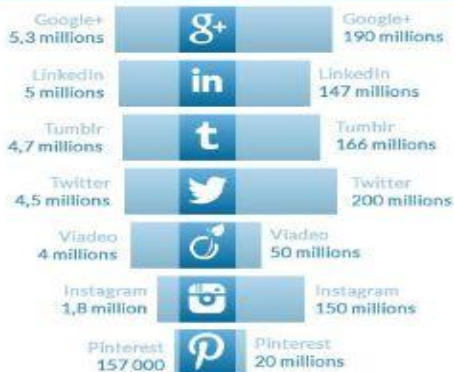 Google+ g+ Google+
5,3 millions 190 millions
LinkedIn in LinkedIn
5 millions 147 millions
Tumblr t Tumblr
4,7 millions 166 millions
Twitter Twitter
4,5 millions 200 millions
Viadeo Viadeo
4 millions 50 millions
Instagram Instagram
1,8 million 150 millions
Pinterest Pinterest
157 000 20 millions